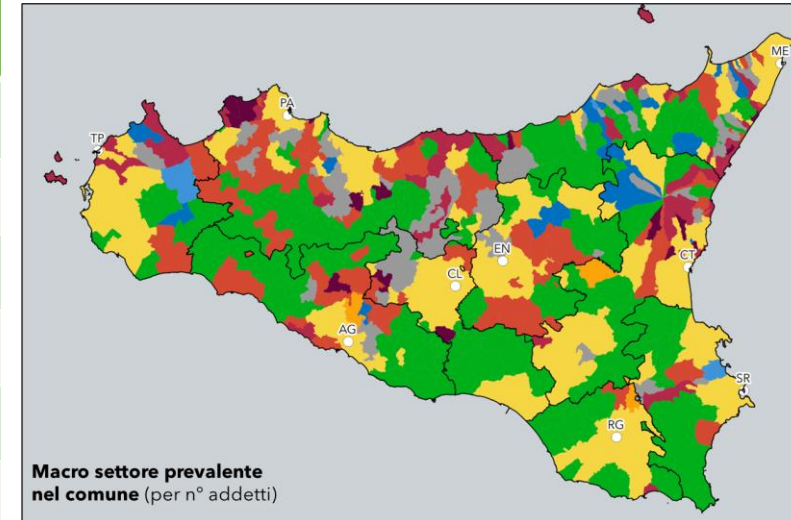 ME
PA
TP
EN
CT
CL
AG
SR
RG
Macro settore prevalente
nel comune (per n° addetti)